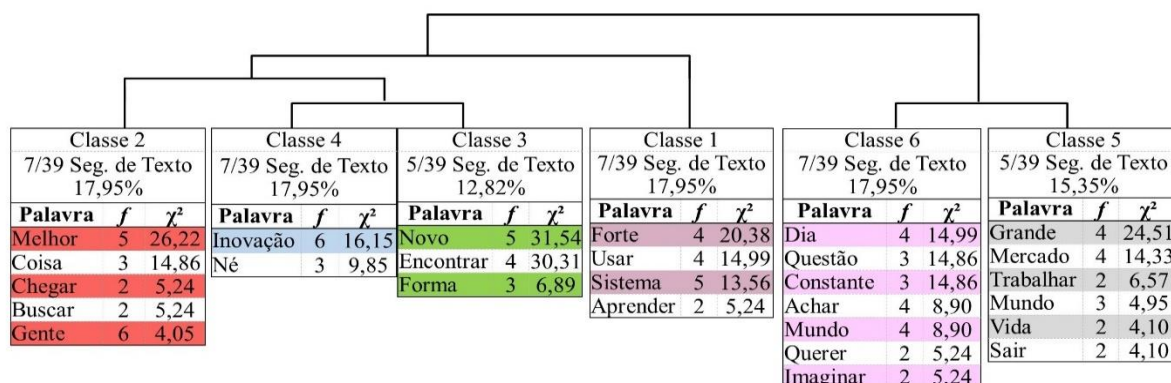 Classe 2
7/39 Seg. de Texto
17,95%
Palavra f χ²
Melhor 5 26,22
Coisa 3 14,86
Chegar 2 5,24
Buscar 2 5,24
Gente 6 4,05
Classe 4
7/39 Seg. de Texto
17,95%
Palavra f χ²
Inovação 6 16,15
Né 3 9,85
Classe 3
5/39 Seg. de Texto
12,82%
Palavra f χ²
Novo 5 31,54
Encontrar 4 30,31
Forma 3 6,89
Classe 1
7/39 Seg. de Texto
17,95%
Palavra f χ²
Forte 4 20,38
Usar 4 14,99
Sistema 5 13,56
Aprender 2 5,24
Classe 6
7/39 Seg. de Texto
17,95%
Palavra f χ²
Dia 4 14,99
Questão 3 14,86
Constante 3 14,86
Achar 4 8,90
Mundo 4 8,90
Querer 2 5,24
Imaginar 2 5,24
Classe 5
5/39 Seg. de Texto
15,35%
Palavra f χ²
Grande 4 24,51
Mercado 4 14,33
Trabalhar 2 6,57
Mundo 3 4,95
Vida 2 4,10
Sair 2 4,10